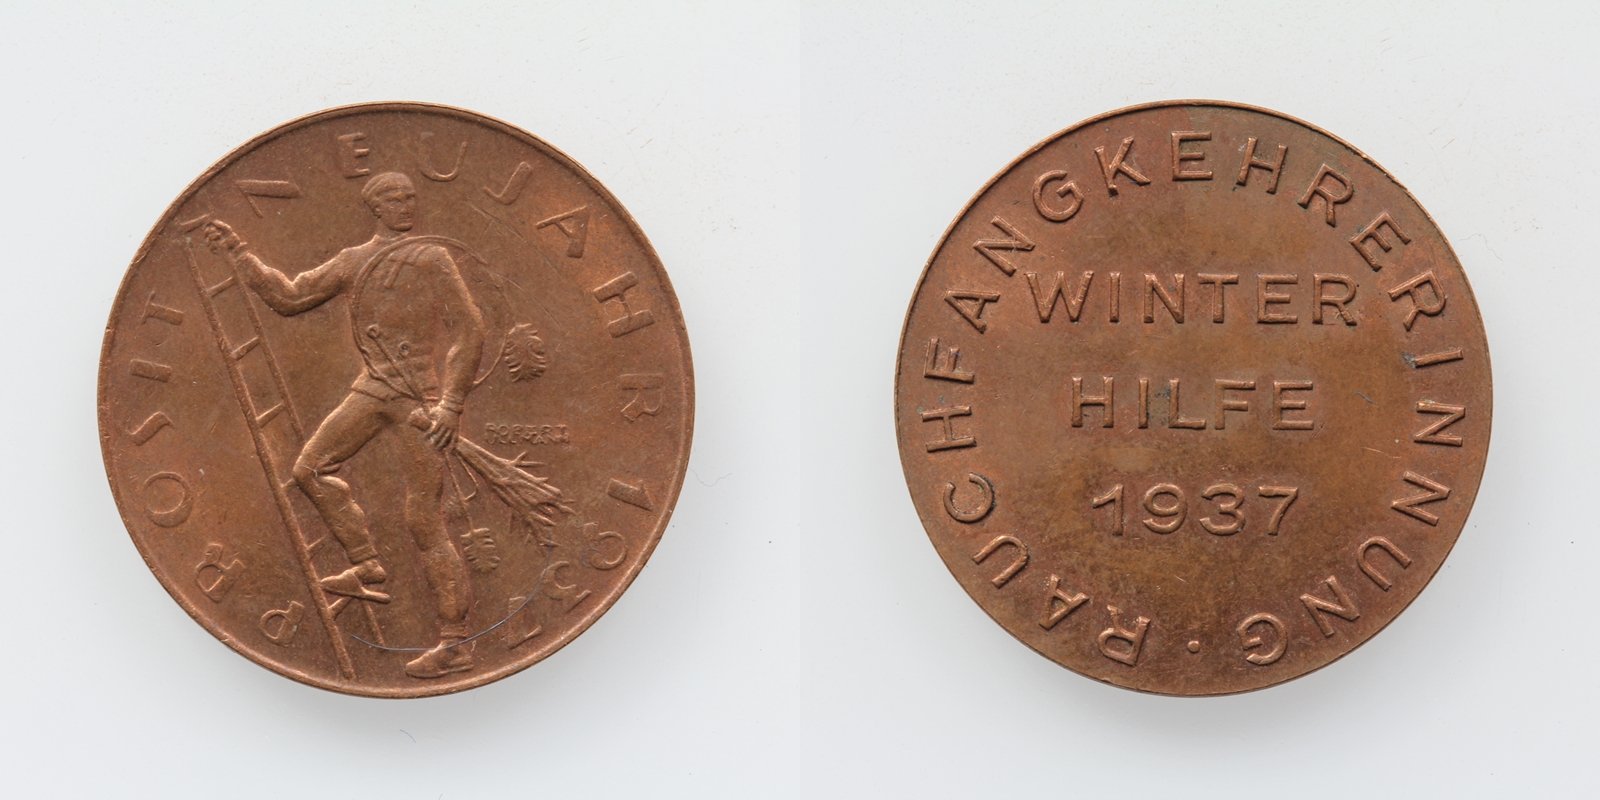 PROSIT NEUJAHR 1937
ROBERT
ULLMANN
RAUCHFANGKEHRERINNUNG ·
WINTER
HILFE
1937